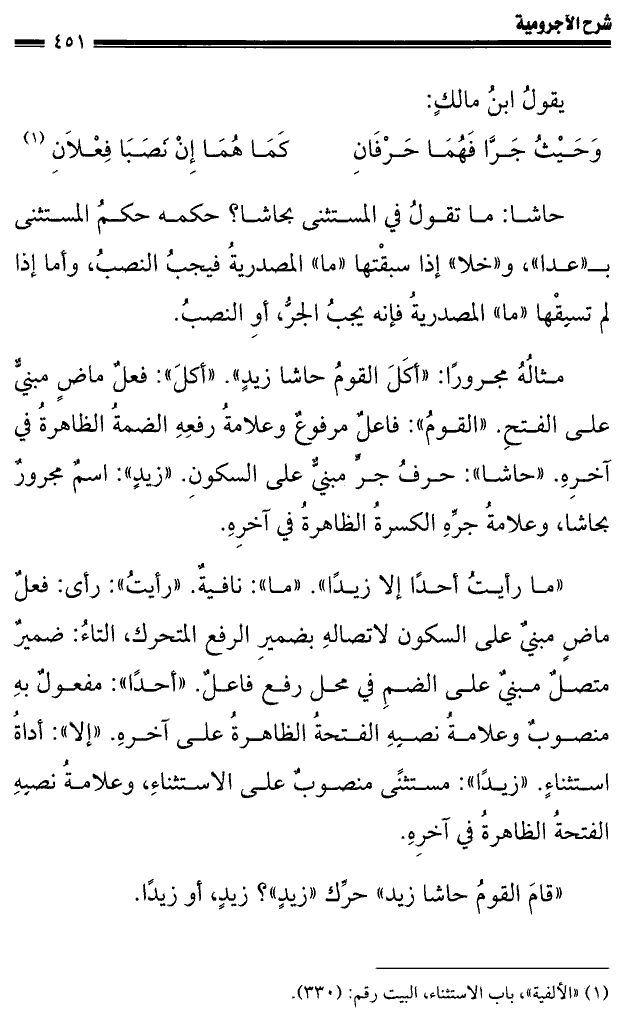 شرح الآجرومية
٤٥١
يقولُ ابنُ مالكٍ:
وَحَيْثُ جَرَّا فَهُمَا حَرْفَانِ كَمَا هُمَا إِنْ نَصَبَا فِعْلَانِ (١)
حاشا: ما تقولُ في المستثنى بحاشا؟ حكمه حكمُ المستثنى
بـ«عدا»، و«خلا» إذا سبقْتها «ما» المصدريةُ فيجبُ النصبُ، وأما إذا
لم تسبِقْها «ما» المصدريةُ فإنه يجبُ الجرُّ، أوِ النصبُ.
مثالُهُ مجرورًا: «أكَلَ القومُ حاشا زيدٍ». «أكلَ»: فعلٌ ماضٍ مبنيٌّ
على الفتحِ. «القومُ»: فاعلٌ مرفوعٌ وعلامةُ رفعِهِ الضمةُ الظاهرةُ في
آخرِهِ. «حاشا»: حرفُ جرٍّ مبنيٌّ على السكونِ. «زيدٍ»: اسمٌ مجرورٌ
بحاشا، وعلامةُ جرِّهِ الكسرةُ الظاهرةُ في آخرِهِ.
«ما رأيتُ أحدًا إلا زيدًا». «ما»: نافيةٌ. «رأيتُ»: رأى: فعلٌ
ماضٍ مبنيٌ على السكون لاتصالهِ بضميرِ الرفع المتحرك، التاءُ: ضميرٌ
متصلٌ مبنيٌ على الضم في محل رفع فاعلٌ. «أحدًا»: مفعولٌ بهِ
منصوبٌ وعلامةُ نصبِهِ الفتحةُ الظاهرةُ على آخرِهِ. «إلا»: أداةُ
استثناءٍ. «زيدًا»: مستثنًى منصوبٌ على الاستثناءِ، وعلامةُ نصبِهِ
الفتحةُ الظاهرةُ في آخرِهِ.
«قامَ القومُ حاشا زيد» حرِّك «زيدٍ»؟ زيدٍ، أو زيدًا.
(١) «الألفية»، باب الاستثناء، البيت رقم: (٣٣٠).